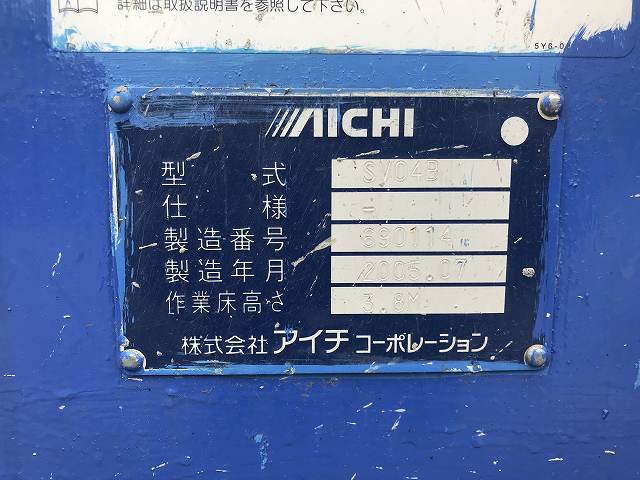 詳細は取扱説明書を参照して下さい。
5Y6-0
AICHI
型式 SV04B
仕様 -
製造番号 690114
製造年月 2005.07
作業床高さ 3.8M
株式会社 アイチ コーポレーション